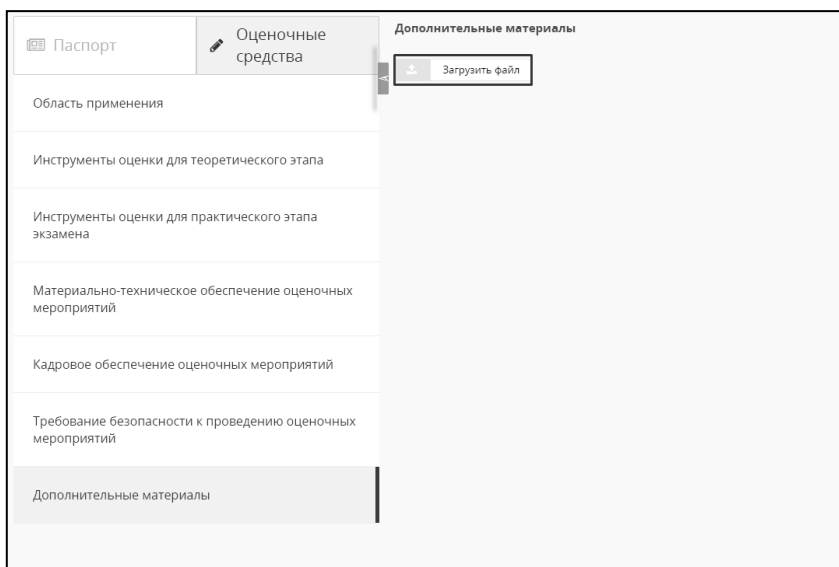 Паспорт
Оценочные
средства
Область применения
Инструменты оценки для теоретического этапа
Инструменты оценки для практического этапа
экзамена
Материально-техническое обеспечение оценочных
мероприятий
Кадровое обеспечение оценочных мероприятий
Требование безопасности к проведению оценочных
мероприятий
Дополнительные материалы
Дополнительные материалы
Загрузить файл